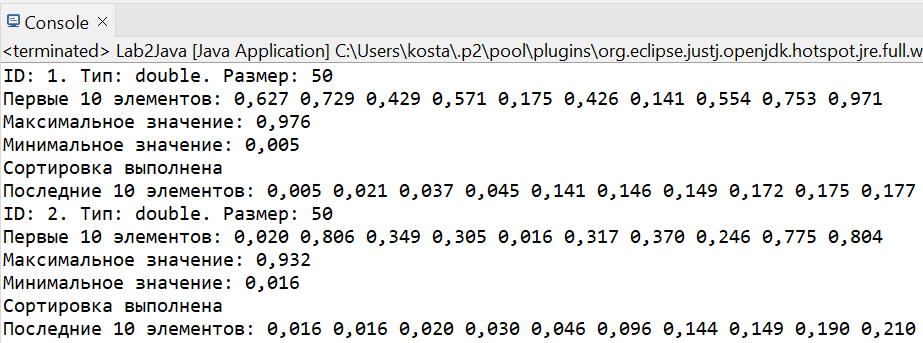 Console
<terminated> Lab2Java [Java Application] C:\Users\kosta\.p2\pool\plugins\org.eclipse.justj.openjdk.hotspot.jre.full.w
ID: 1. Тип: double. Размер: 50
Первые 10 элементов: 0,627 0,729 0,429 0,571 0,175 0,426 0,141 0,554 0,753 0,971
Максимальное значение: 0,976
Минимальное значение: 0,005
Сортировка выполнена
Последние 10 элементов: 0,005 0,021 0,037 0,045 0,141 0,146 0,149 0,172 0,175 0,177
ID: 2. Тип: double. Размер: 50
Первые 10 элементов: 0,020 0,806 0,349 0,305 0,016 0,317 0,370 0,246 0,775 0,804
Максимальное значение: 0,932
Минимальное значение: 0,016
Сортировка выполнена
Последние 10 элементов: 0,016 0,016 0,020 0,030 0,046 0,096 0,144 0,149 0,190 0,210